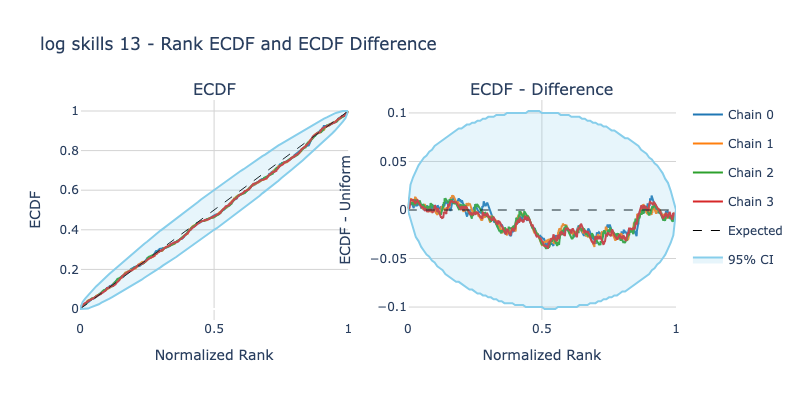 log skills 13 - Rank ECDF and ECDF Difference
ECDF
ECDF - Difference
1
0.8
0.6
0.4
0.2
0
ECDF
0
0.5
1
Normalized Rank
0.1
0.05
0
−0.05
−0.1
ECDF - Uniform
0
0.5
1
Normalized Rank
Chain 0
Chain 1
Chain 2
Chain 3
Expected
95% CI